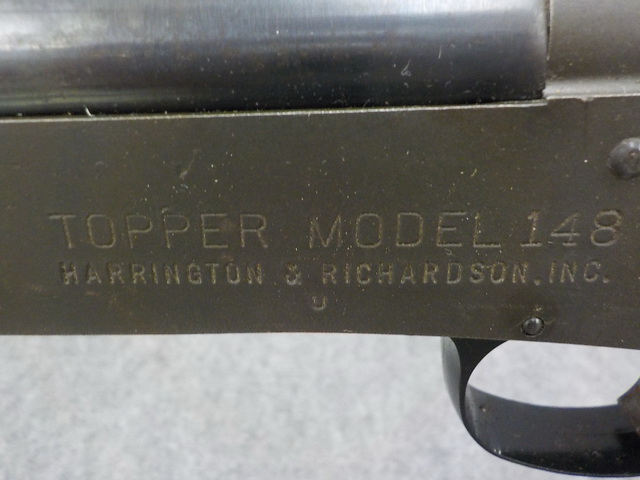 TOPPER MODEL 148
HARRINGTON & RICHARDSON, INC.
U